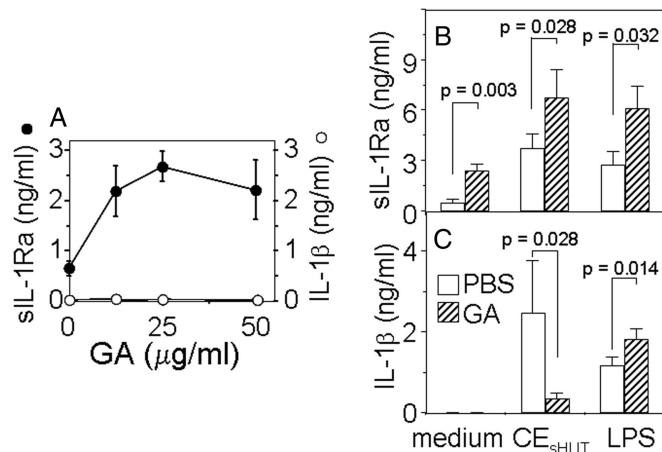 A
sIL-1Ra (ng/ml)
3
2
1
0
3
2
1
0
IL-1β (ng/ml)
0
25
50
GA (μg/ml)
B
sIL-1Ra (ng/ml)
9
6
3
0
p = 0.003
p = 0.028
p = 0.032
C
IL-1β (ng/ml)
4
2
0
p = 0.028
p = 0.014
PBS
GA
medium CEsHUT LPS